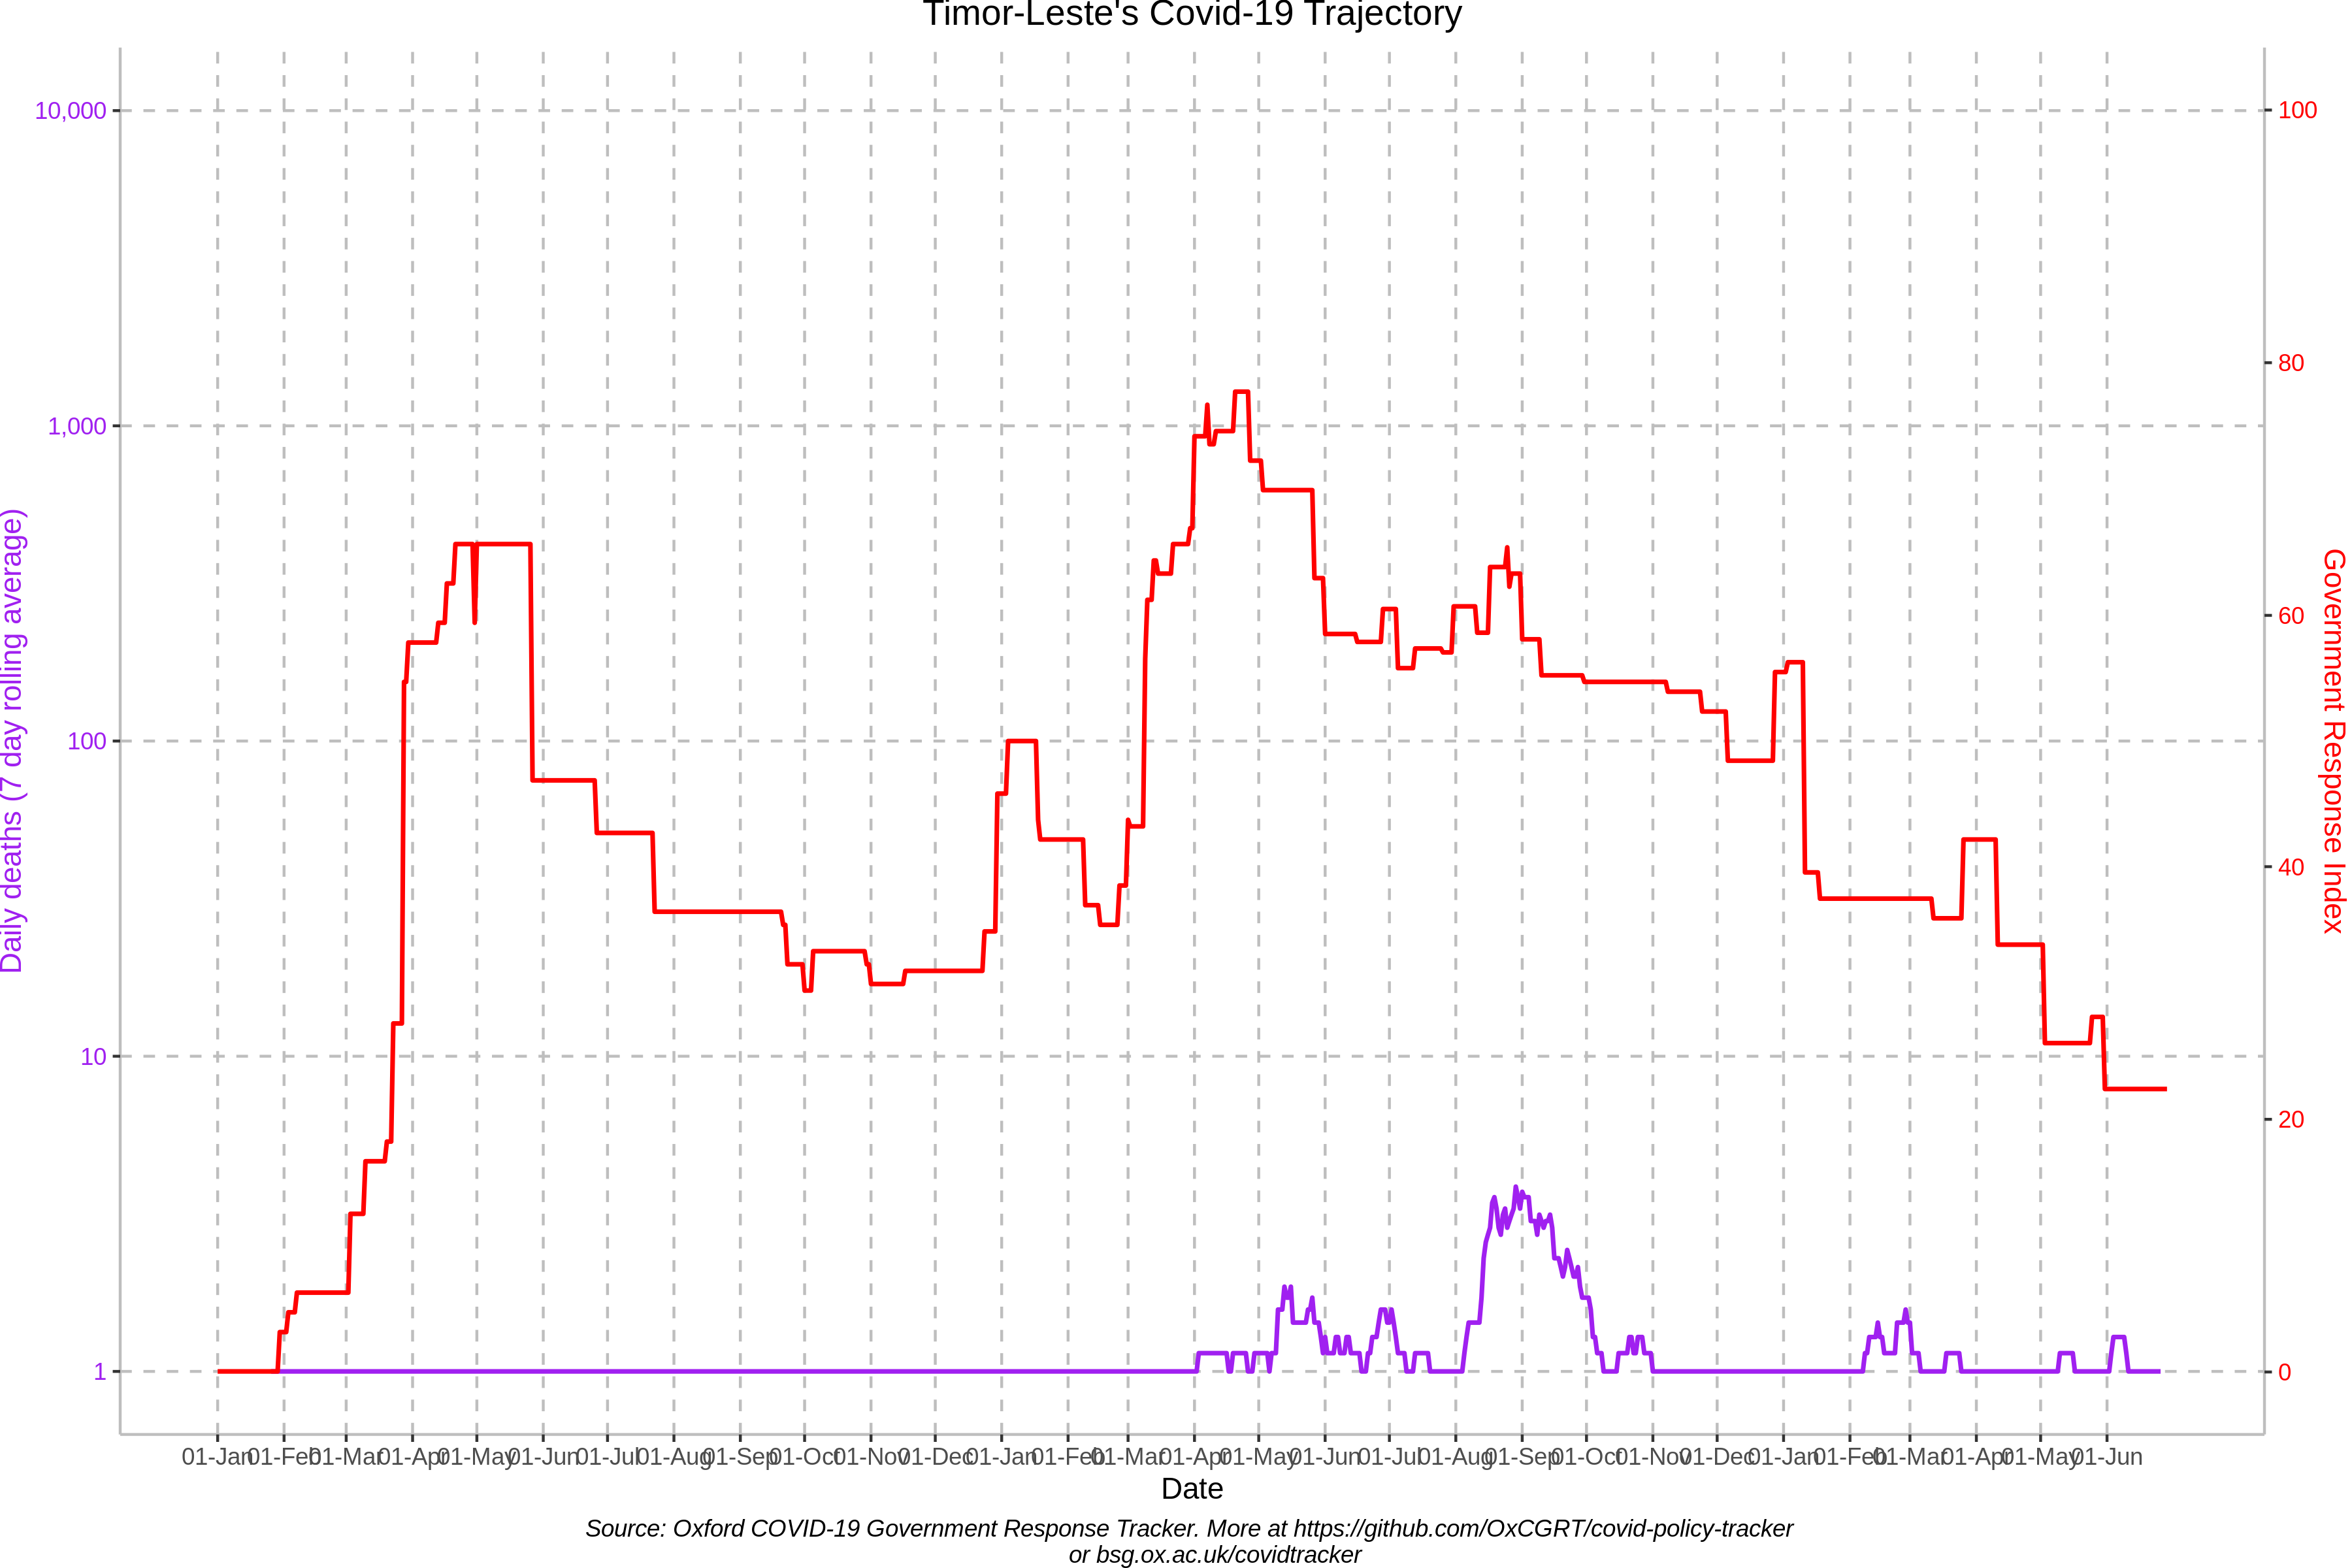 Timor-Leste's Covid-19 Trajectory
10,000
1,000
100
10
1
Daily deaths (7 day rolling average)
100
80
60
40
20
0
Government Response Index
01-Jan 01-Feb 01-Mar 01-Apr 01-May 01-Jun 01-Jul 01-Aug 01-Sep 01-Oct 01-Nov 01-Dec 01-Jan 01-Feb 01-Mar 01-Apr 01-May 01-Jun 01-Jul 01-Aug 01-Sep 01-Oct 01-Nov 01-Dec 01-Jan 01-Feb 01-Mar 01-Apr 01-May 01-Jun
Date
Source: Oxford COVID-19 Government Response Tracker. More at https://github.com/OxCGRT/covid-policy-tracker
or bsg.ox.ac.uk/covidtracker